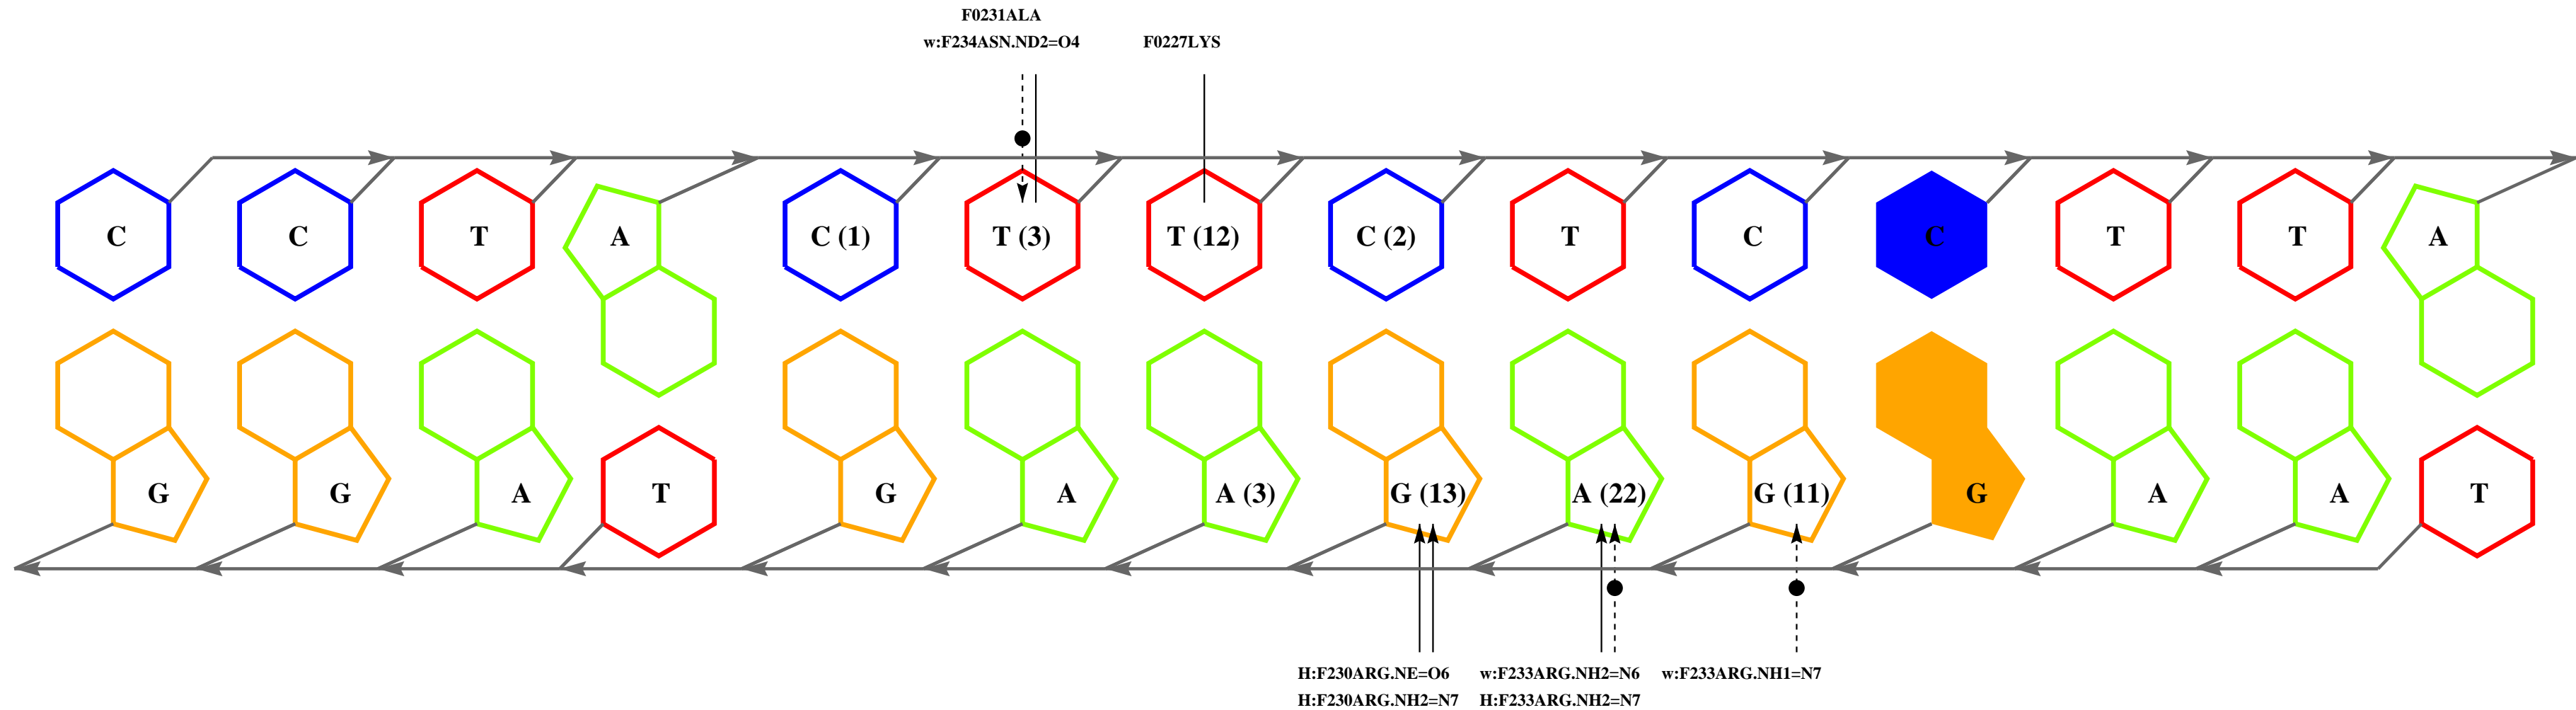 F0231ALA
w:F234ASN.ND2=O4 F0227LYS
C C T A C (1) T (3) T (12) C (2) T C C T T A
G G A T G A A (3) G (13) A (22) G (11) G A A T
H:F230ARG.NE=O6 w:F233ARG.NH2=N6 w:F233ARG.NH1=N7
H:F230ARG.NH2=N7 H:F233ARG.NH2=N7